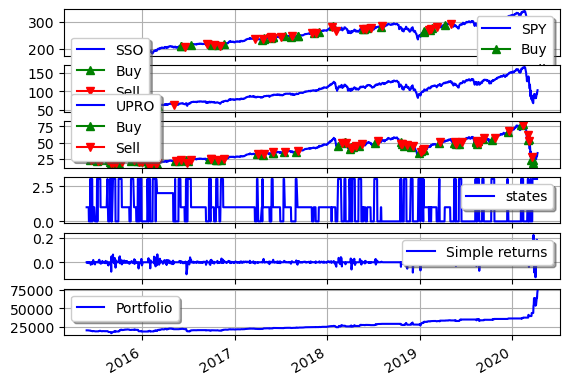 300
200
SPY
Buy
SSO
Buy
Sell
150
100
50
UPRO
Buy
Sell
75
50
25
2.5
0.0
states
0.2
0.0
Simple returns
75000
50000
25000
Portfolio
2016
2017
2018
2019
2020